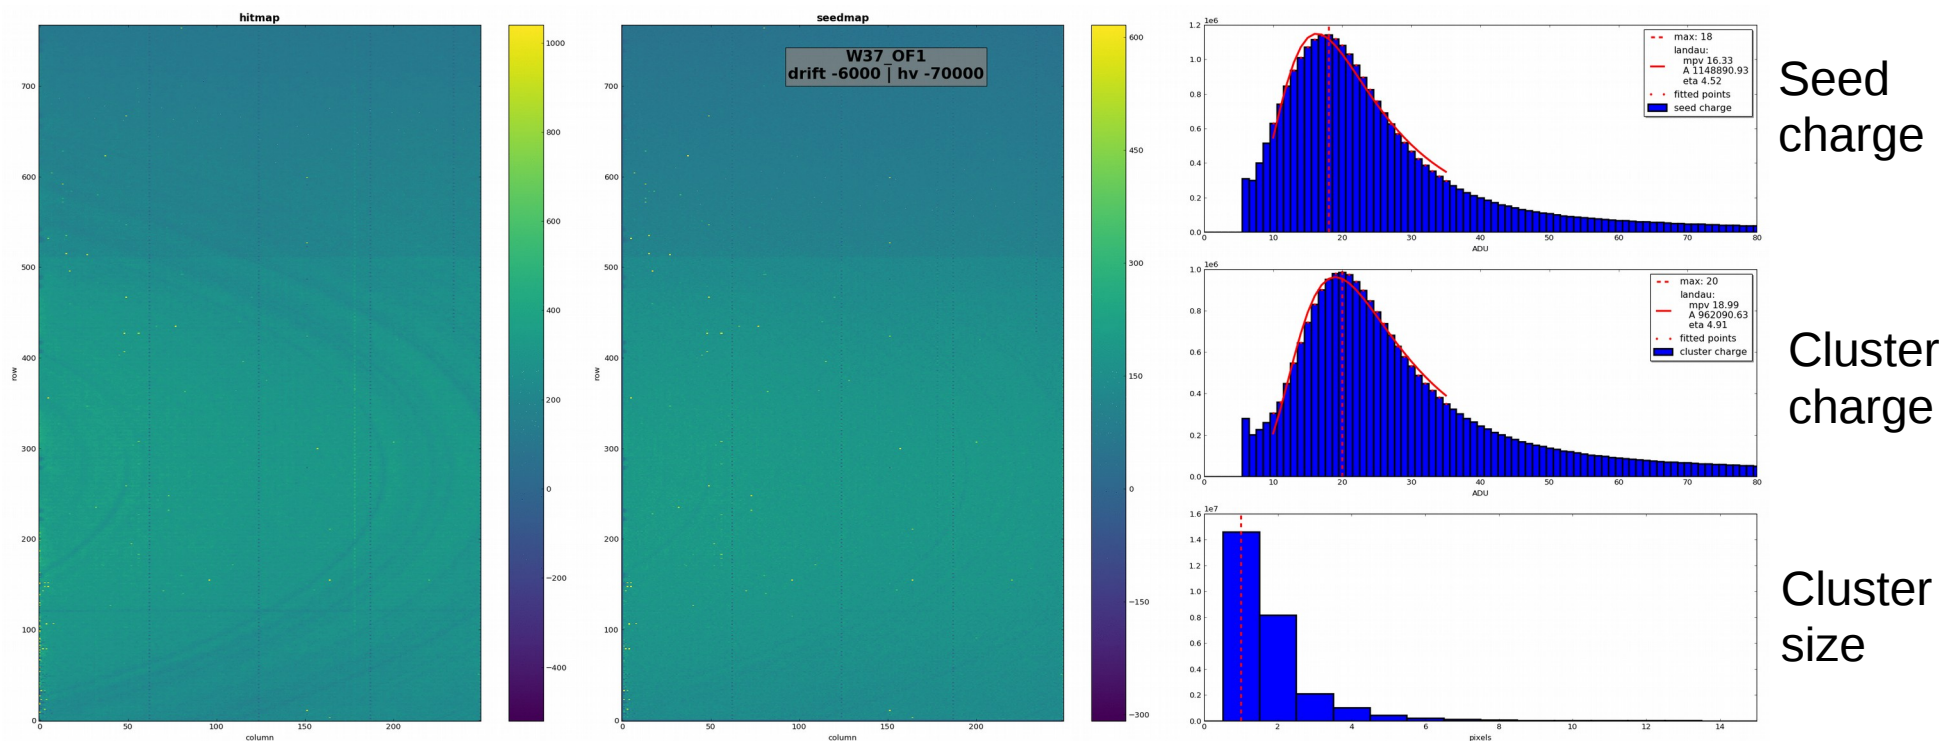 hitmap
700
600
500
400
300
200
100
0
row
0 50 100 150 200
column
1000
800
600
400
200
0
−200
−400
seedmap
W37_OF1
drift -6000 | hv -70000
700
600
500
400
300
200
100
0
row
0 50 100 150 200
column
600
450
300
150
0
−150
−300
1e6
1.2
1.0
0.8
0.6
0.4
0.2
0.0
0 10 20 30 40 50 60 70 80
ADU
max: 18
landau:
mpv 16.33
A 1148890.93
eta 4.52
fitted points
seed charge
Seed
charge
1e6
1.0
0.8
0.6
0.4
0.2
0.0
0 10 20 30 40 50 60 70 80
ADU
max: 20
landau:
mpv 18.99
A 962090.63
eta 4.91
fitted points
cluster charge
Cluster
charge
1e7
1.6
1.4
1.2
1.0
0.8
0.6
0.4
0.2
0.0
0 2 4 6 8 10 12 14
pixels
Cluster
size